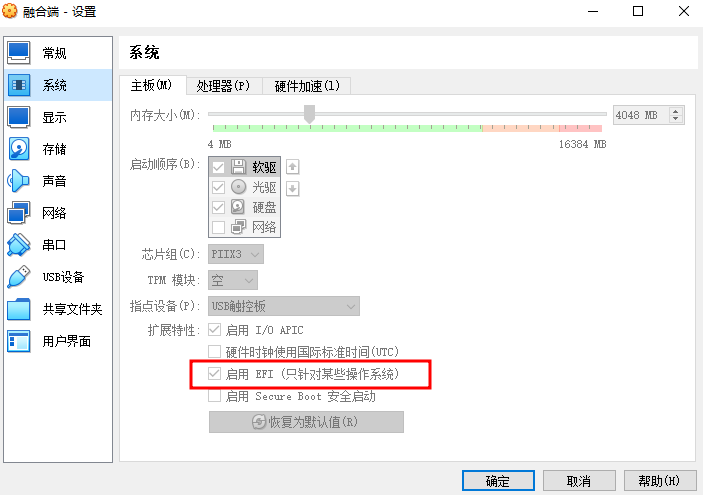 融合端 - 设置
常规
系统
显示
存储
声音
网络
串口
USB设备
共享文件夹
用户界面
系统
主板(M) 处理器(P) 硬件加速(l)
内存大小(M): 4048 MB
4 MB 16384 MB
启动顺序(B): 软驱
光驱
硬盘
网络
芯片组(C): PIIX3
TPM 模块: 空
指点设备(P): USB触控板
扩展特性: 启用 I/O APIC
硬件时钟使用国际标准时间(UTC)
启用 EFI (只针对某些操作系统)
启用 Secure Boot 安全启动
恢复为默认值(R)
确定 取消 帮助(H)